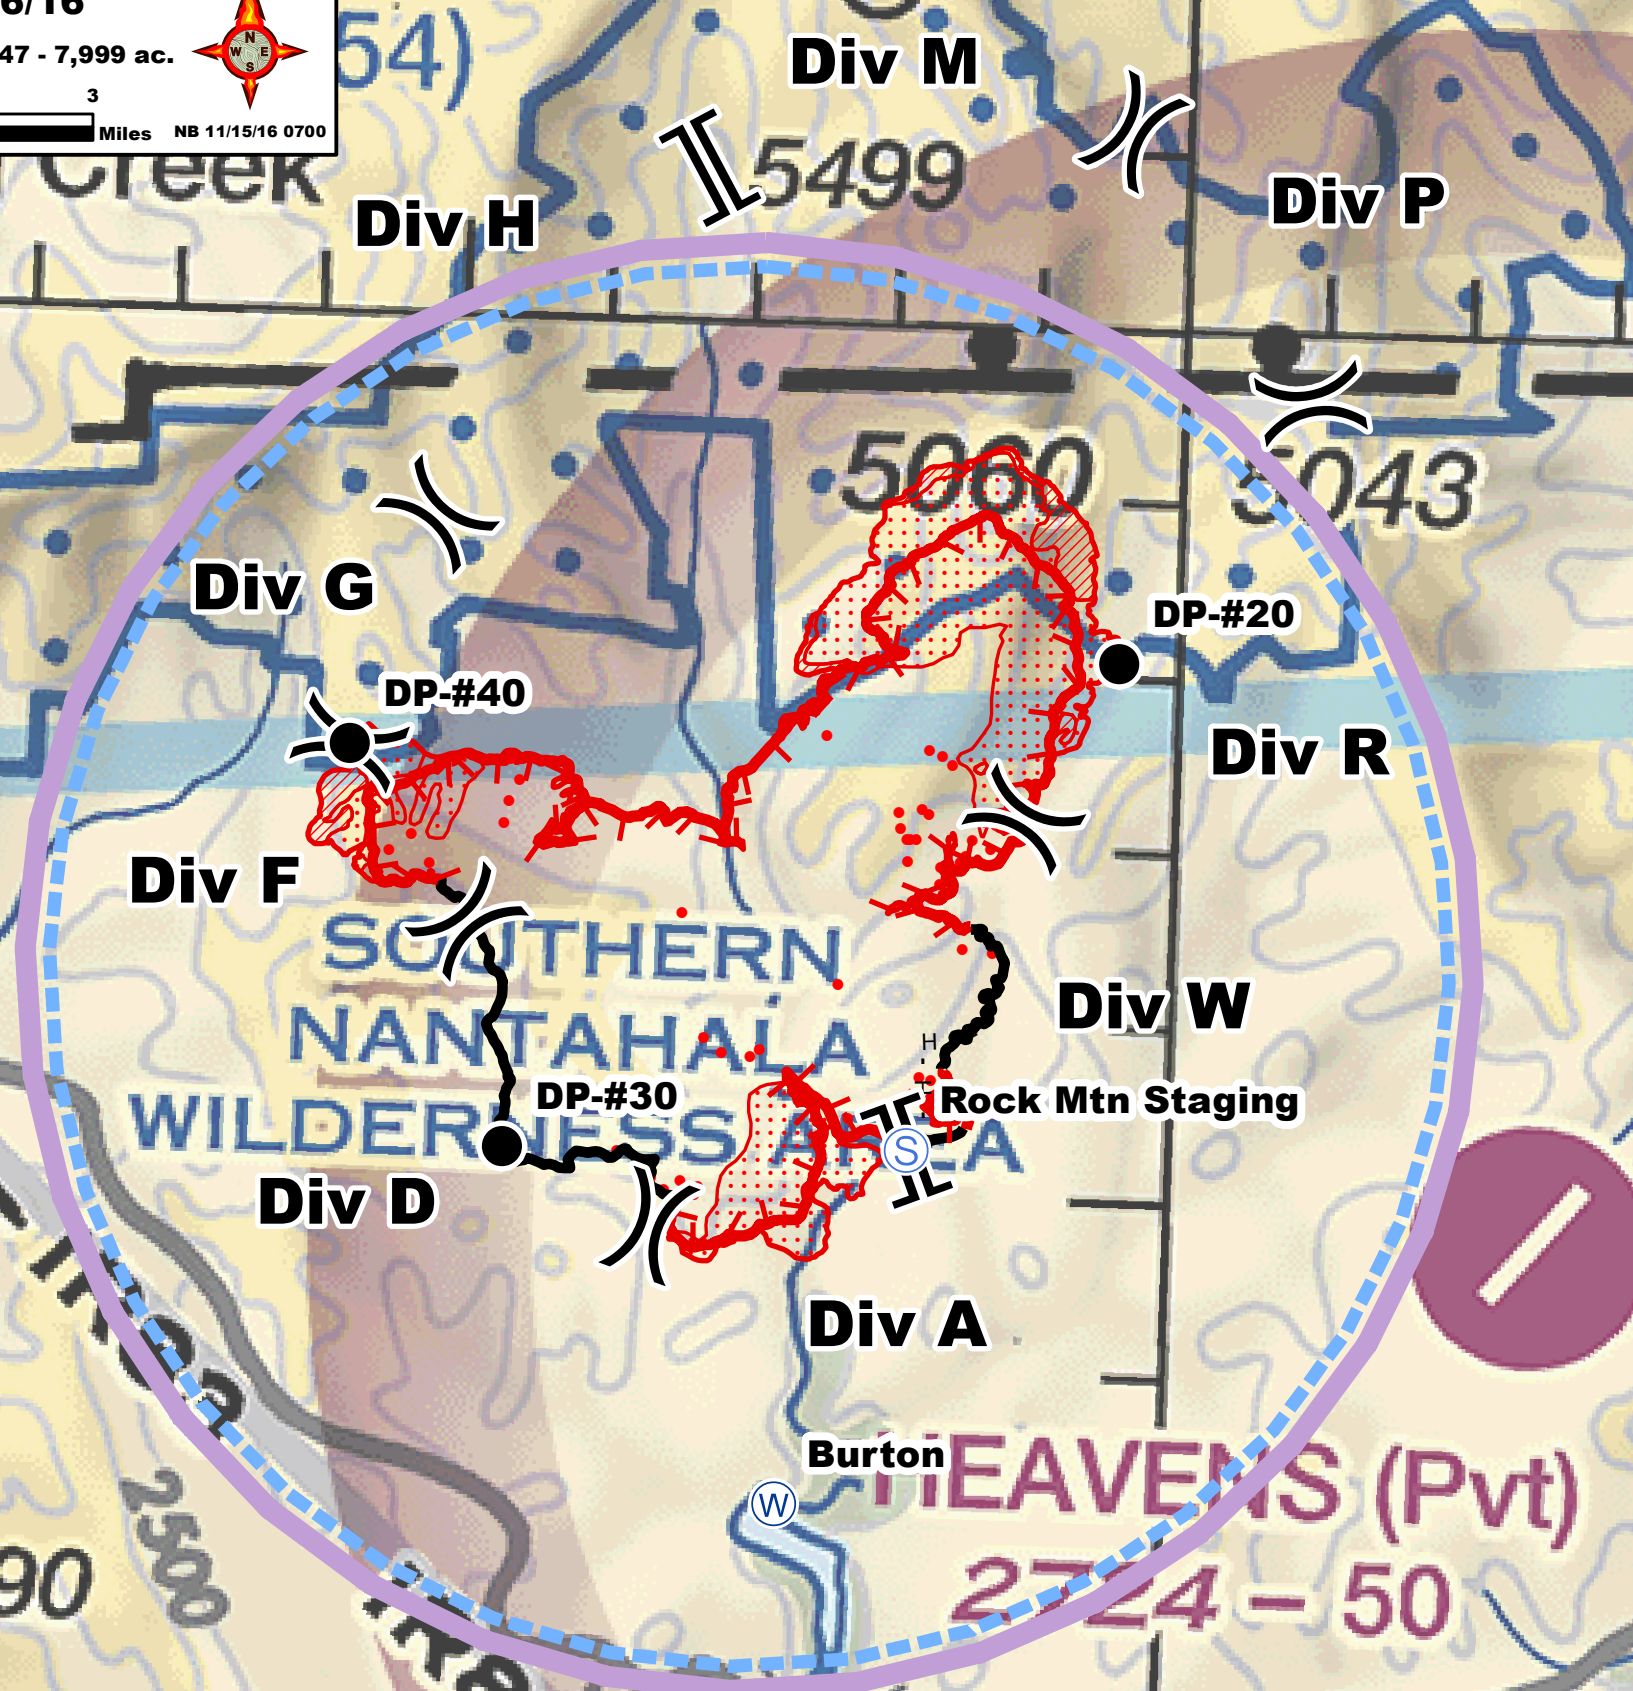 6/16
47 - 7,999 ac.
N
W E
S
3
Miles
NB 11/15/16 0700
54)
Creek
Div M
5499
Div H
Div P
5060
5043
Div G
DP-#20
DP-#40
Div R
Div F
SOUTHERN
NANTAHALA
WILDERNESS AREA
Div W
H
DP-#30
Rock Mtn Staging
S
Div D
Div A
Burton
W
HEAVENS (Pvt)
2724 - 50
2500
90